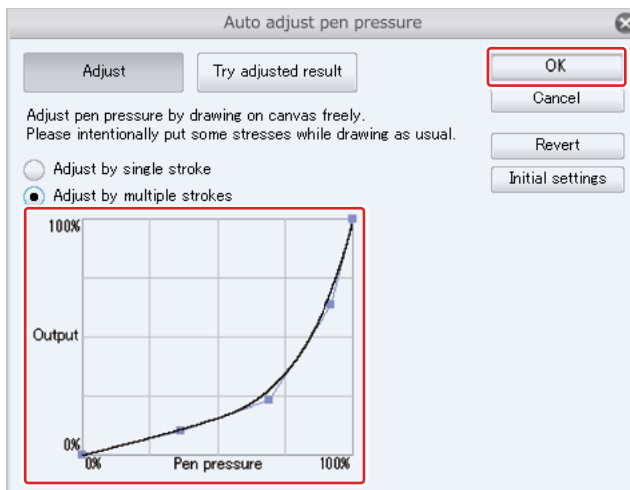 Auto adjust pen pressure
Adjust
Try adjusted result
OK
Cancel
Adjust pen pressure by drawing on canvas freely.
Please intentionally put some stresses while drawing as usual.
Revert
Adjust by single stroke
Initial settings
Adjust by multiple strokes
100%
Output
0%
0%
Pen pressure
100%